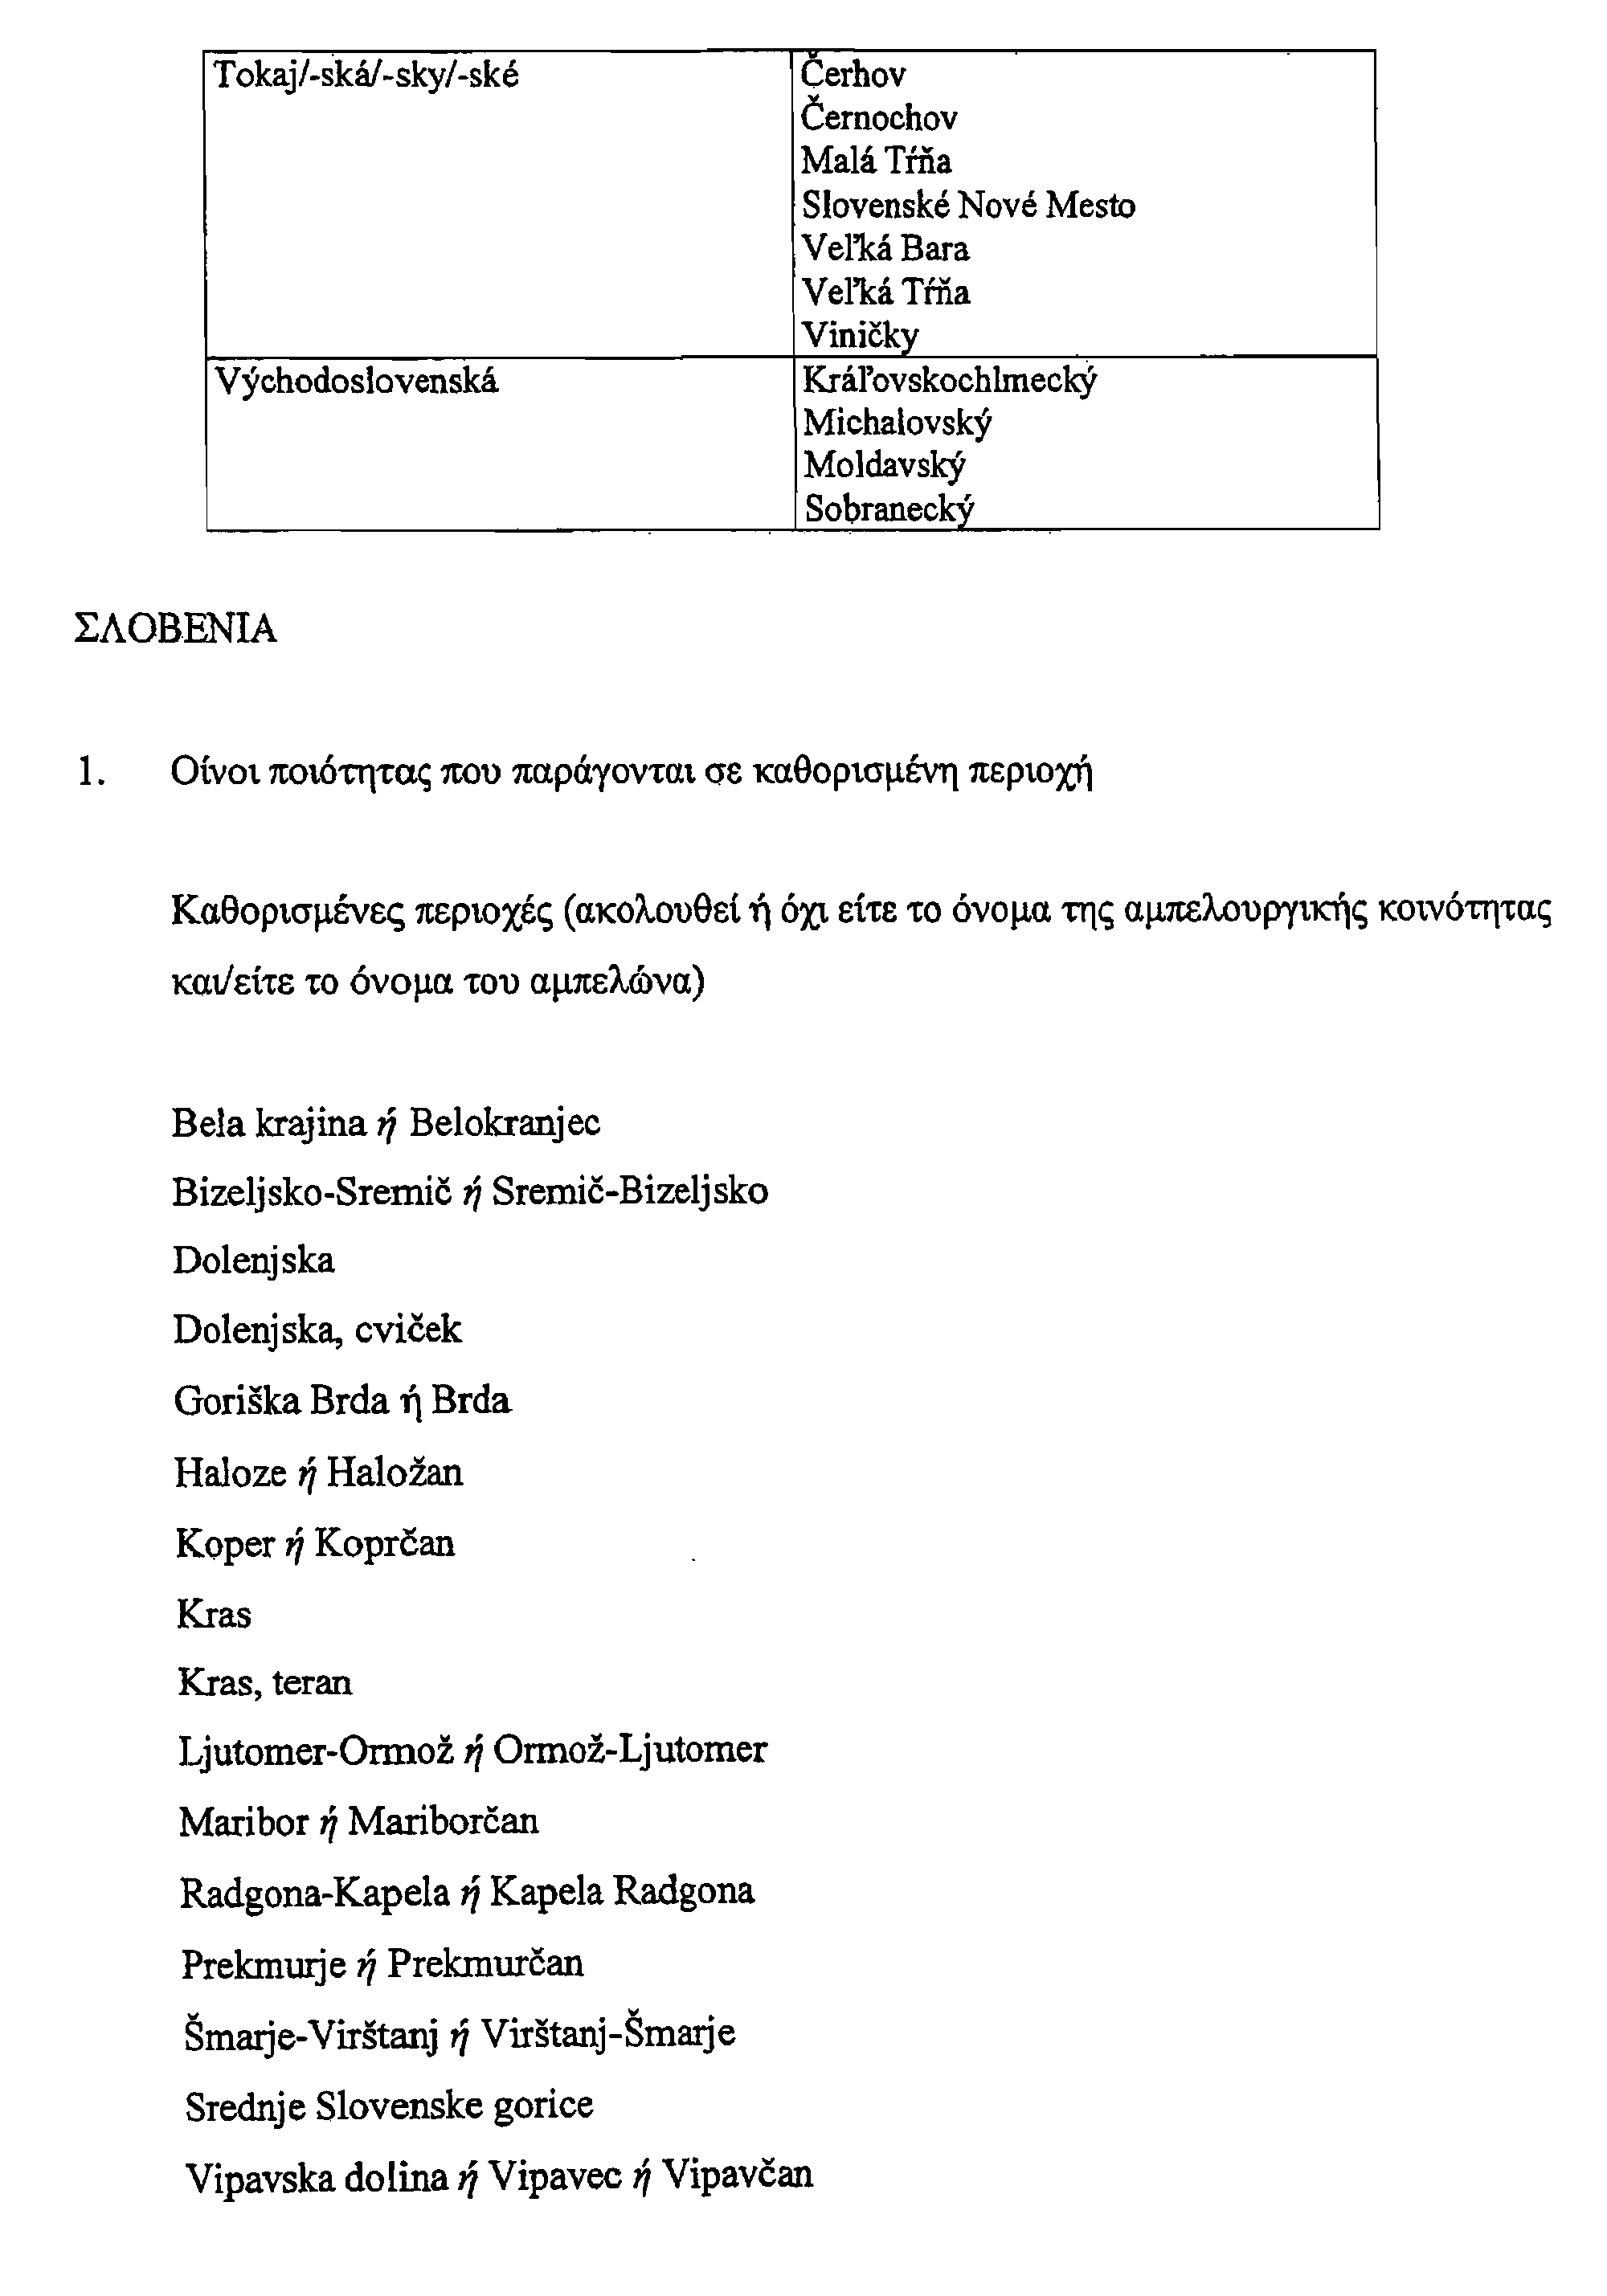 Tokaj/-ská/-sky/-ské
Čerhov
Černochov
Malá Tŕňa
Slovenské Nové Mesto
Veľká Bara
Veľká Tŕňa
Viničky
Východoslovenská
Kráľovskochlmecký
Michalovský
Moldavský
Sobranecký
ΣΛΟΒΕΝΙΑ
1. Οίνοι ποιότητας που παράγονται σε καθορισμένη περιοχή
Καθορισμένες περιοχές (ακολουθεί ή όχι είτε το όνομα της αμπελουργικής κοινότητας
και/είτε το όνομα του αμπελώνα)
Bela krajina ή Belokranjec
Bizeljsko-Sremič ή Sremič-Bizeljsko
Dolenjska
Dolenjska, cviček
Goriška Brda ή Brda
Haloze ή Haložan
Koper ή Koprčan
Kras
Kras, teran
Ljutomer-Ormož ή Ormož-Ljutomer
Maribor ή Mariborčan
Radgona-Kapela ή Kapela Radgona
Prekmurje ή Prekmurčan
Šmarje-Virštanj ή Virštanj-Šmarje
Srednje Slovenske gorice
Vipavska dolina ή Vipavec ή Vipavčan